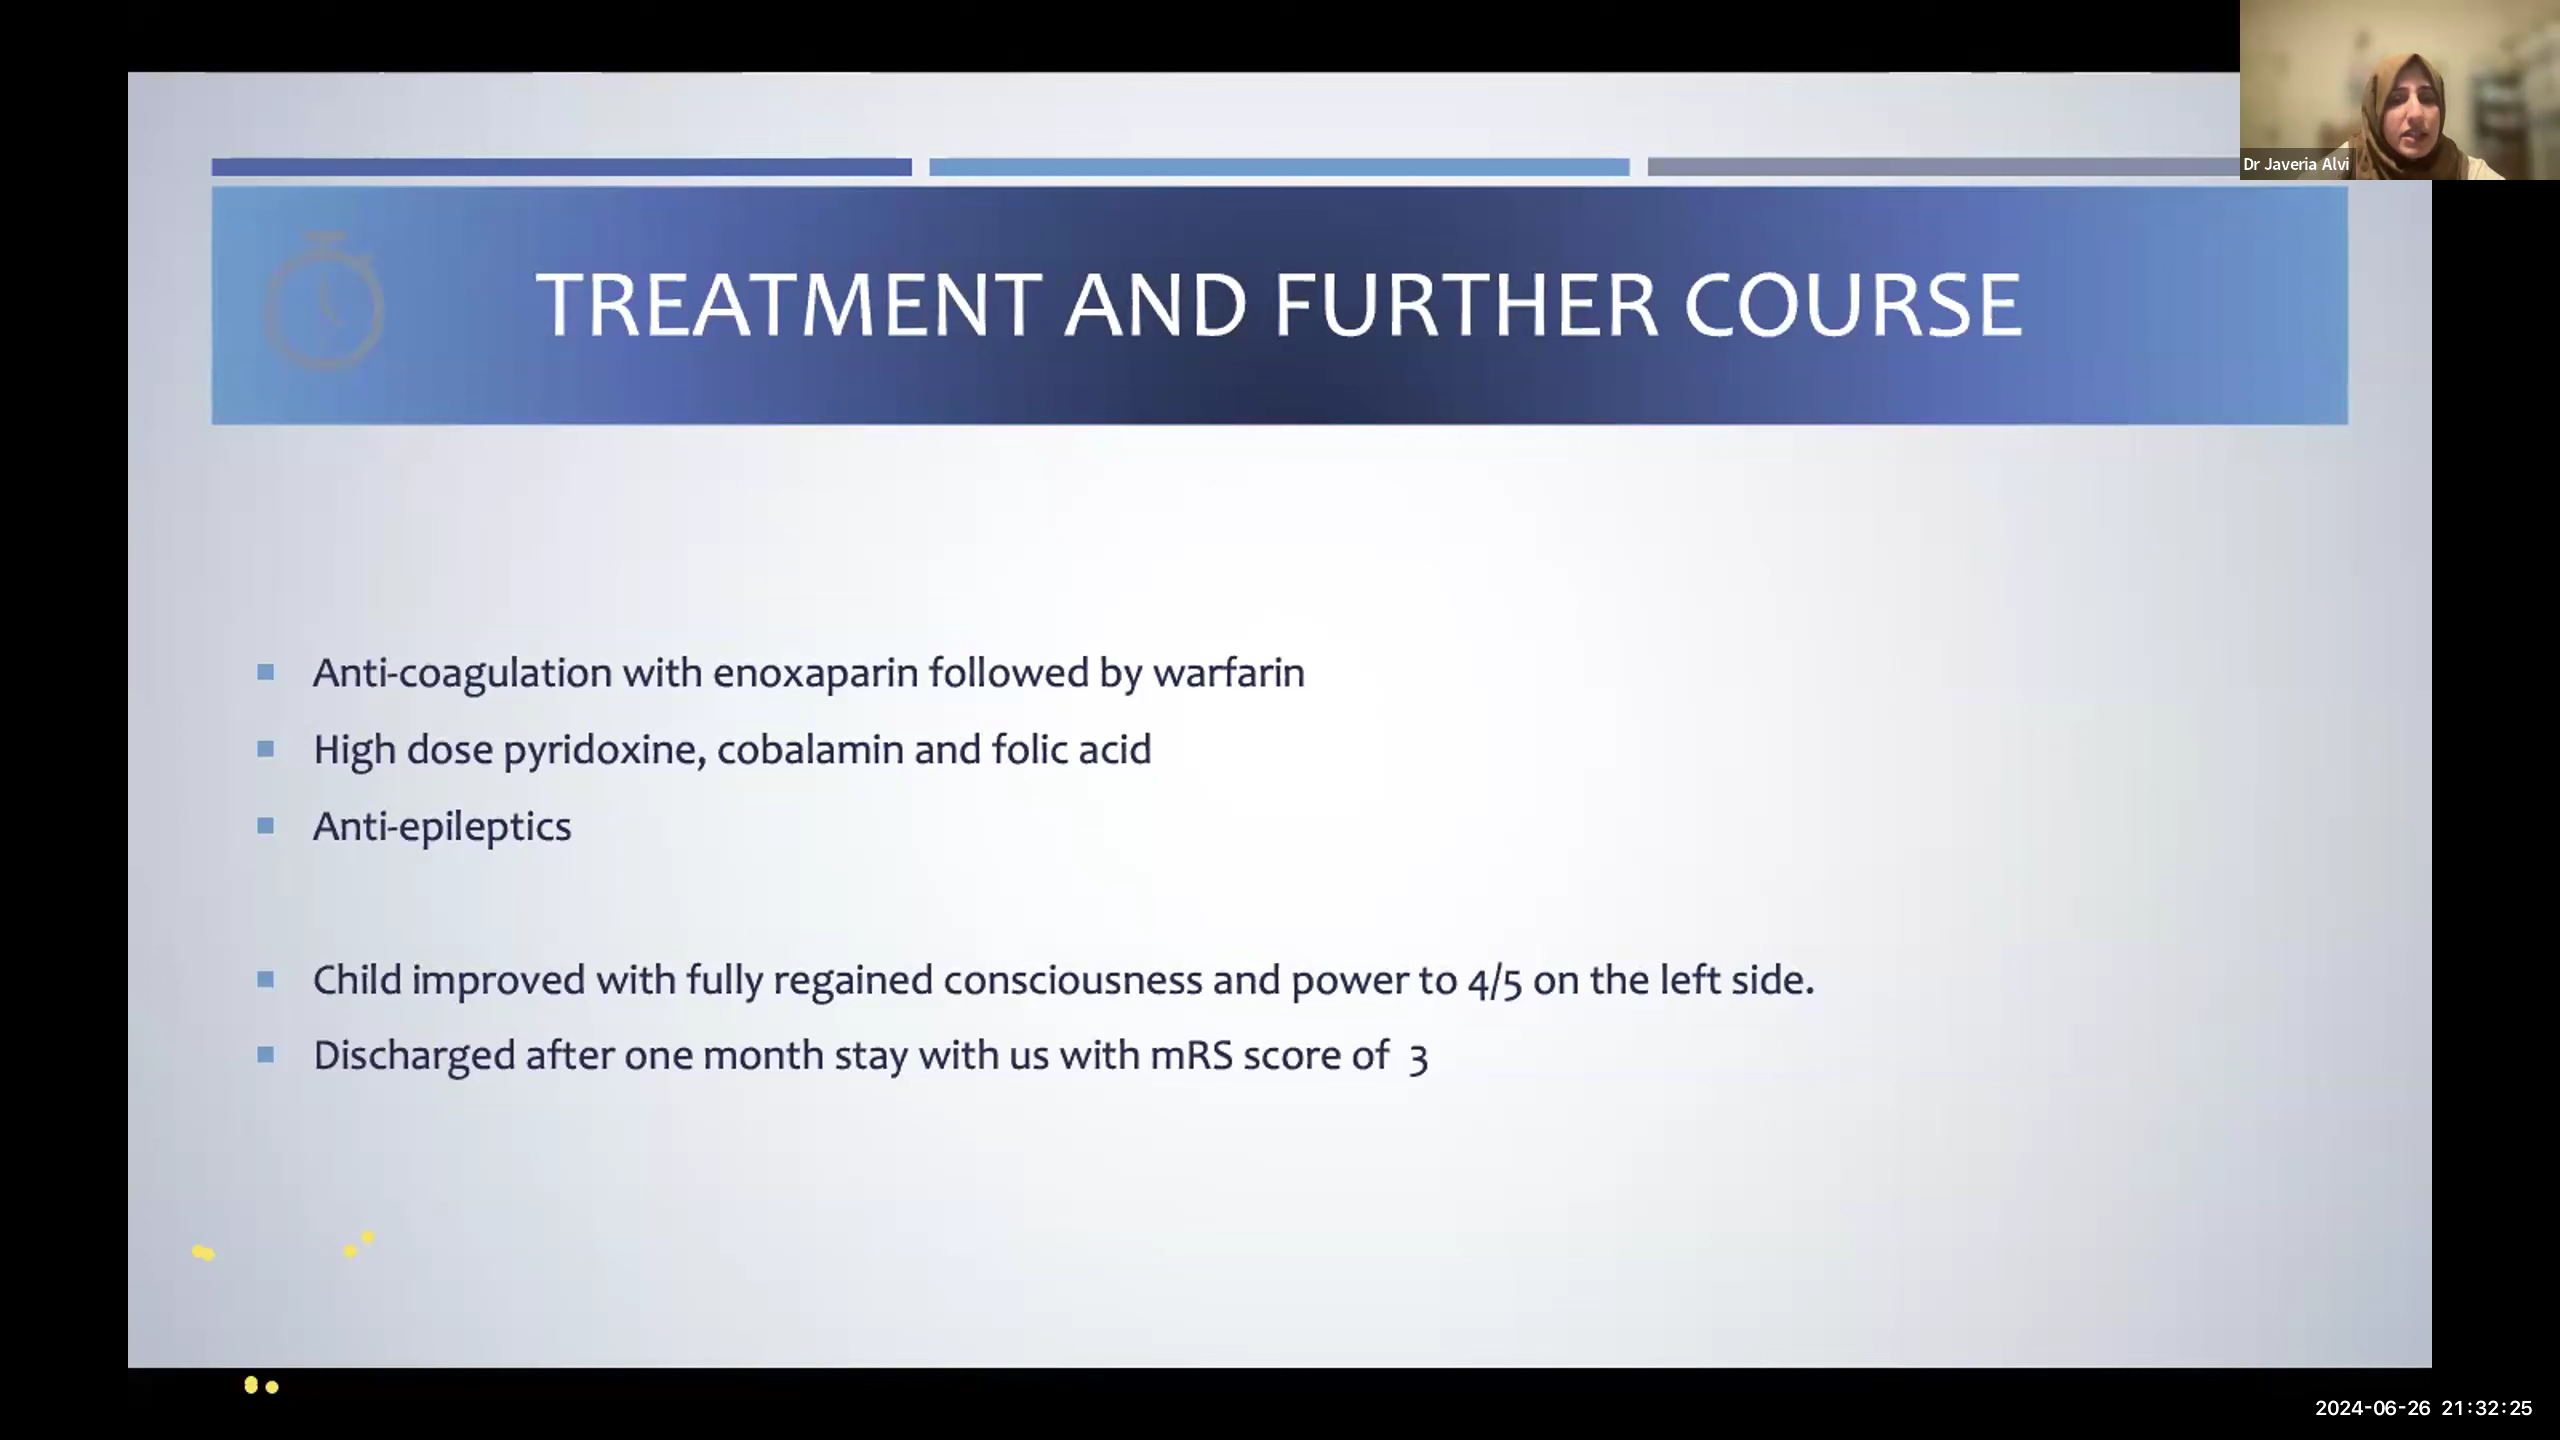 Dr Javeria Alvi
TREATMENT AND FURTHER COURSE
Anti-coagulation with enoxaparin followed by warfarin
High dose pyridoxine, cobalamin and folic acid
Anti-epileptics
Child improved with fully regained consciousness and power to 4/5 on the left side.
Discharged after one month stay with us with mRS score of 3
2024-06-26 21:32:25